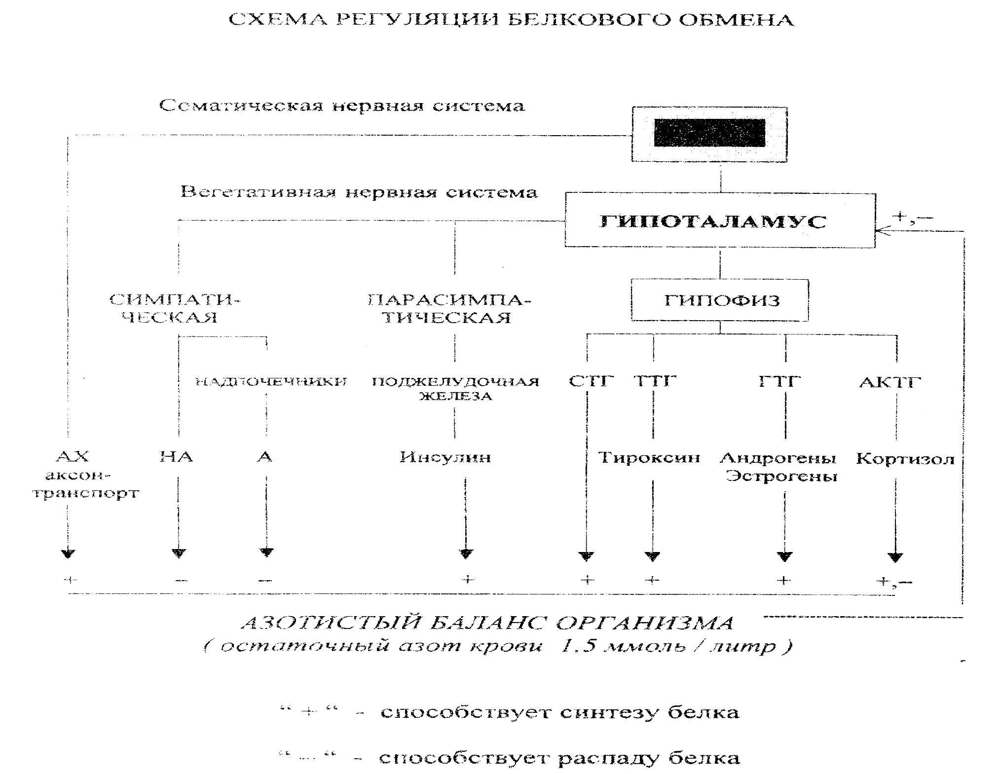 СХЕМА РЕГУЛЯЦИИ БЕЛКОВОГО ОБМЕНА
Соматическая нервная система
Вегетативная нервная система
ГИПОТАЛАМУС
+,–
СИМПАТИ-
ЧЕСКАЯ
ПАРАСИМПА-
ТИЧЕСКАЯ
ГИПОФИЗ
НАДПОЧЕЧНИКИ
ПОДЖЕЛУДОЧНАЯ
ЖЕЛЕЗА
СТГ
ТТГ
ГТГ
АКТГ
АХ
аксон-
транспорт
НА
А
Инсулин
Тироксин
Андрогены
Эстрогены
Кортизол
+ – – + + + + +,–
АЗОТИСТЫЙ БАЛАНС ОРГАНИЗМА
( остаточный азот крови 1.5 ммоль / литр )
“ + “ - способствует синтезу белка
“ – “ - способствует распаду белка